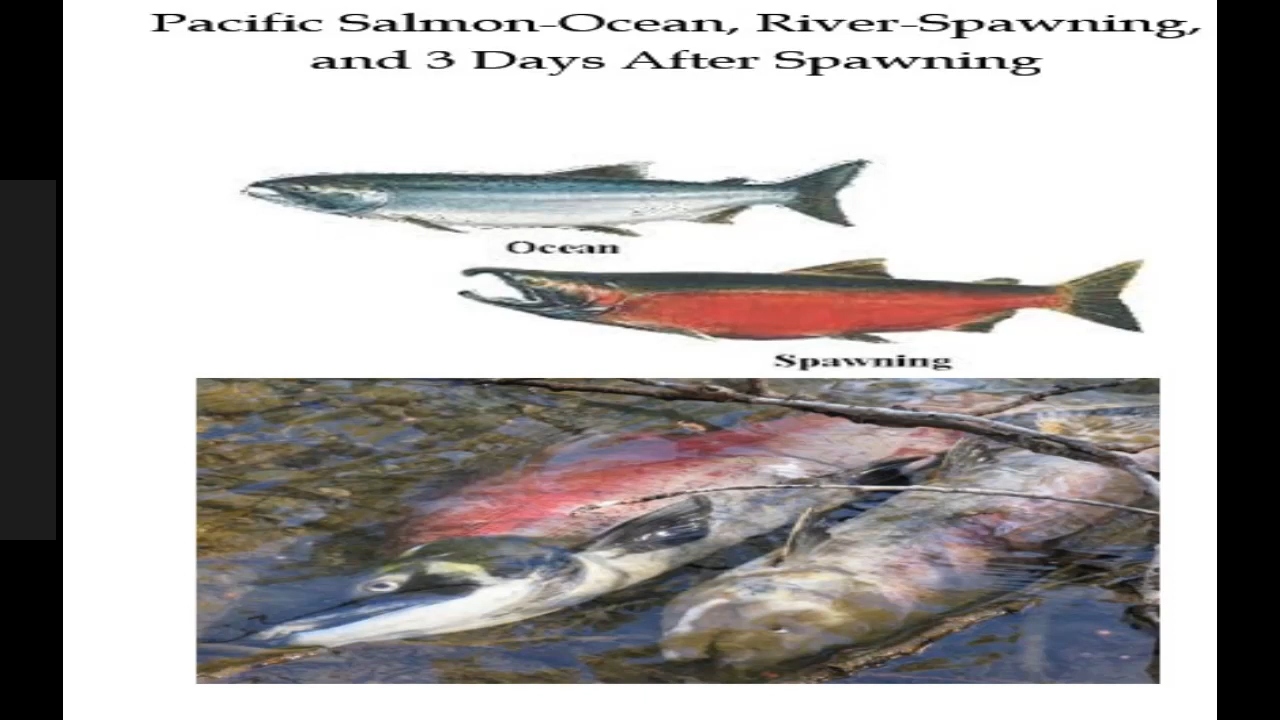 Pacific Salmon-Ocean, River-Spawning,
and 3 Days After Spawning
Ocean
Spawning